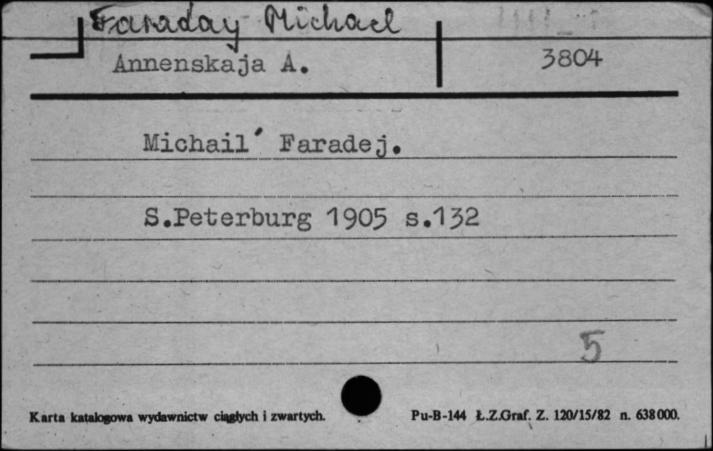 Faraday Michael
Annenskaja A.
3804
Michail´ Faradej.
S.Peterburg 1905 s.132
5
Karta katalogowa wydawnictw ciągłych i zwartych.
Pu-B-144 Ł.Z.Graf. Z. 120/15/82 n. 638000.